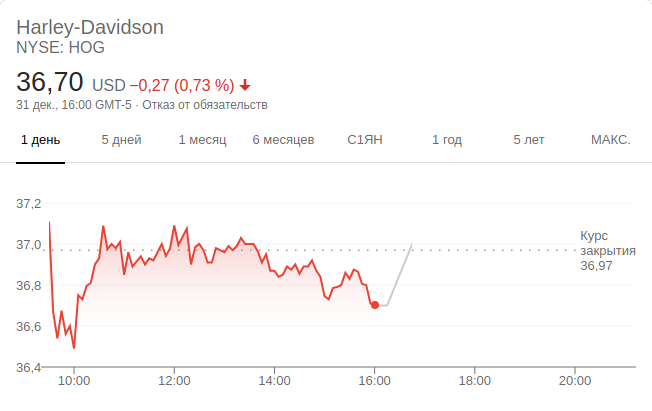 Harley-Davidson
NYSE: HOG
36,70 USD −0,27 (0,73 %)
31 дек., 16:00 GMT-5 · Отказ от обязательств
1 день 5 дней 1 месяц 6 месяцев С1ЯН 1 год 5 лет МАКС.
37,2
37,0
36,8
36,6
36,4
Курс
закрытия
36,97
10:00 12:00 14:00 16:00 18:00 20:00